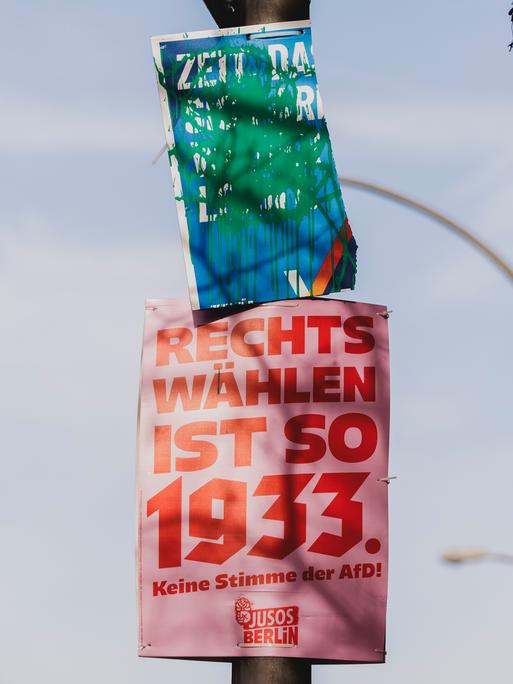 ZEIT, DAS
RECHTS
WÄHLEN
IST SO
1933.
Keine Stimme der AfD!
JUSOS
BERLIN